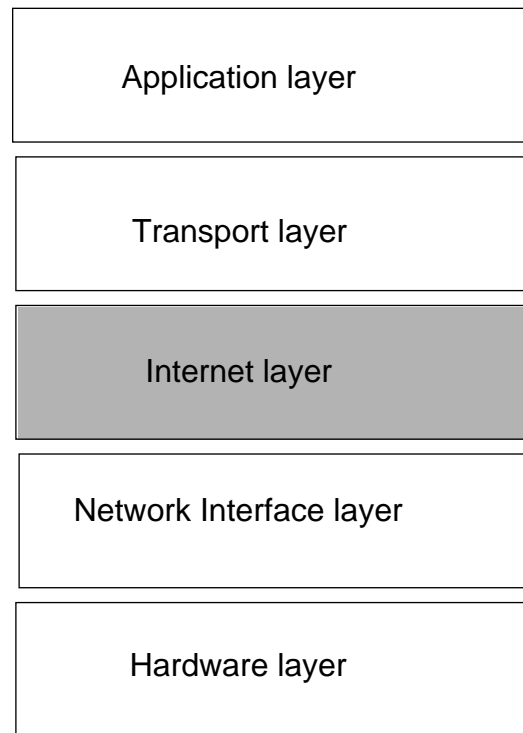 Application layer
Transport layer
Internet layer
Network Interface layer
Hardware layer